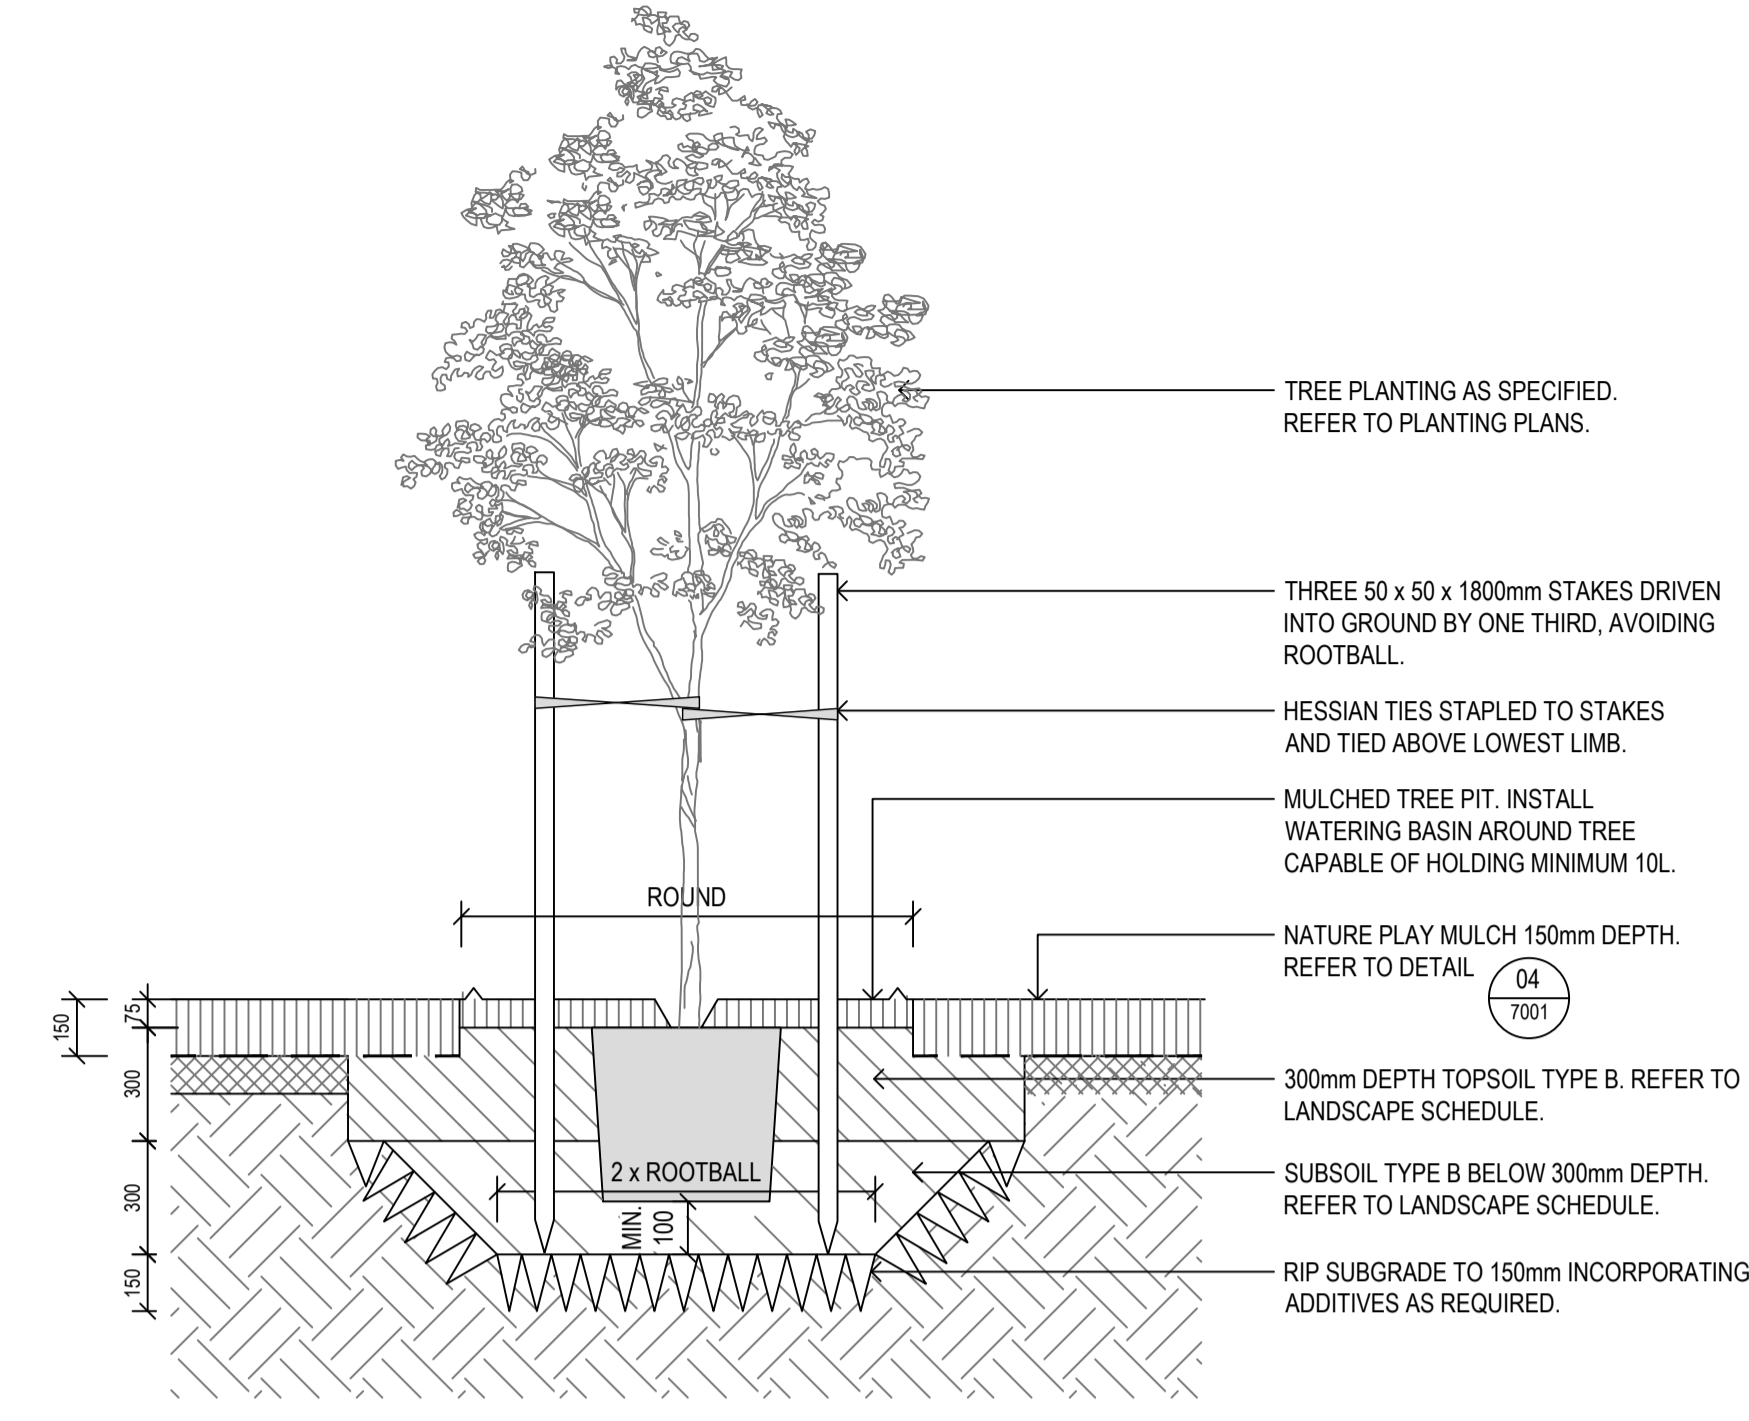 TREE PLANTING AS SPECIFIED.
REFER TO PLANTING PLANS.
THREE 50 x 50 x 1800mm STAKES DRIVEN
INTO GROUND BY ONE THIRD, AVOIDING
ROOTBALL.
HESSIAN TIES STAPLED TO STAKES
AND TIED ABOVE LOWEST LIMB.
MULCHED TREE PIT. INSTALL
WATERING BASIN AROUND TREE
CAPABLE OF HOLDING MINIMUM 10L.
ROUND
NATURE PLAY MULCH 150mm DEPTH.
REFER TO DETAIL
04
7001
150
75
300
300
150
300mm DEPTH TOPSOIL TYPE B. REFER TO
LANDSCAPE SCHEDULE.
2 x ROOTBALL
MIN.
100
SUBSOIL TYPE B BELOW 300mm DEPTH.
REFER TO LANDSCAPE SCHEDULE.
RIP SUBGRADE TO 150mm INCORPORATING
ADDITIVES AS REQUIRED.